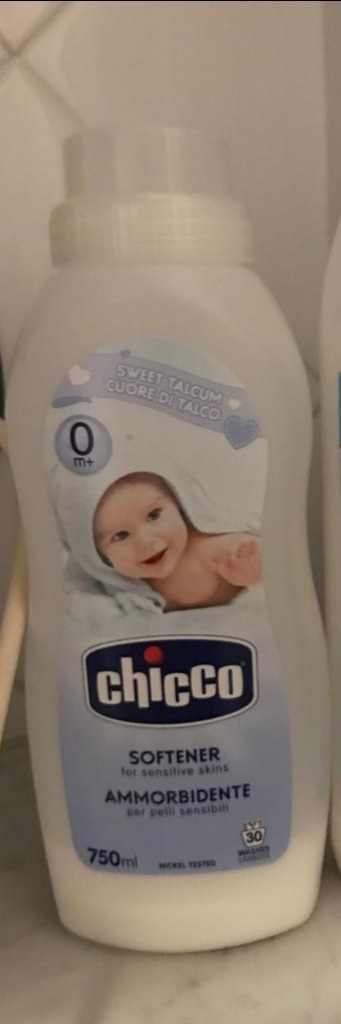 SWEET TALCUM
CUORE DI TALCO
0
m+
chicco
SOFTENER
for sensitive skins
AMMORBIDENTE
per pelli sensibili
30
WASHES
750ml
NICKEL TESTED